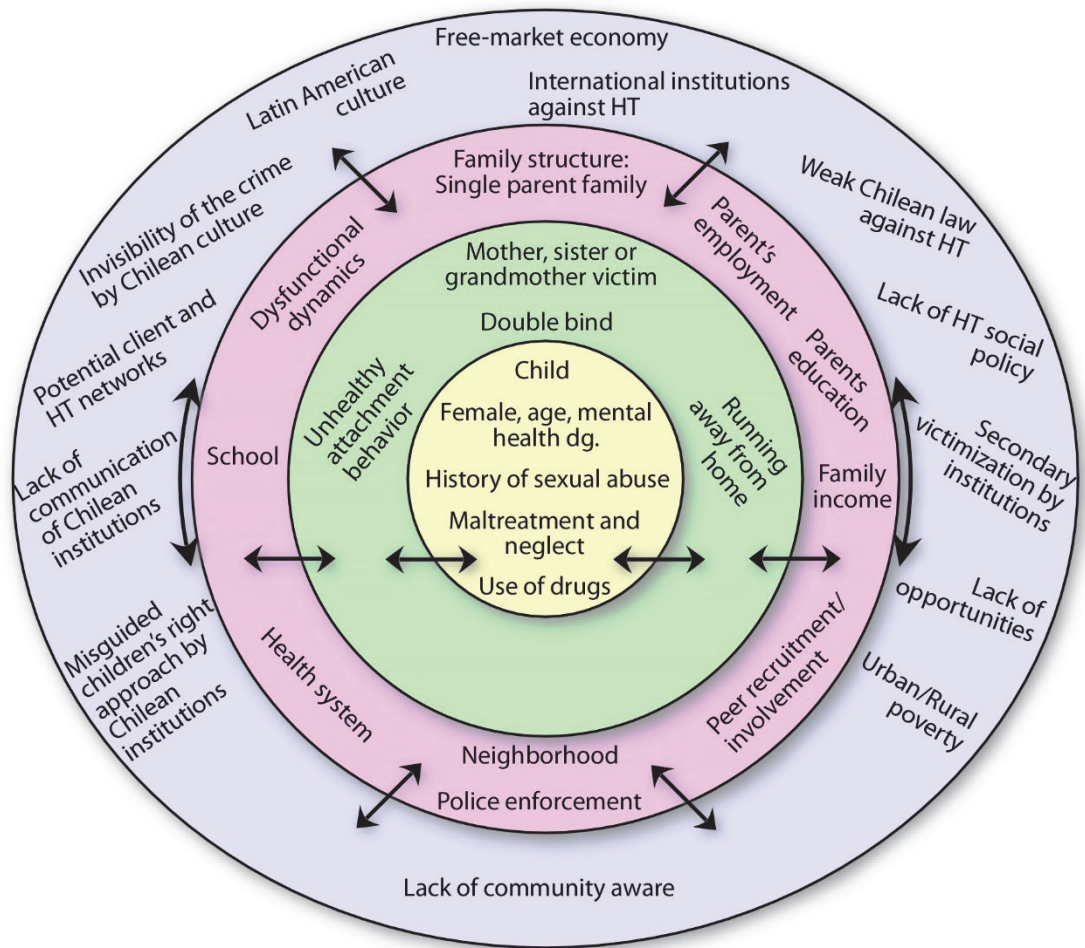 Free-market economy
Latin American
culture
International institutions
against HT
Invisibility of the crime
by Chilean culture
Weak Chilean law
against HT
Potential client and
HT networks
Lack of HT social
policy
Lack of
communication
of Chilean
institutions
Secondary
victimization by
institutions
Misguided
children's right
approach by
Chilean
institutions
Lack of
opportunities
Urban/Rural
poverty
Lack of community aware
Family structure:
Single parent family
Dysfunctional
dynamics
Parent's
employment
Parents
education
School
Family
income
Health system
Peer recruitment/
involvement
Neighborhood
Police enforcement
Mother, sister or
grandmother victim
Double bind
Unhealthy
attachment
behavior
Running
away from
home
Child
Female, age, mental
health dg.
History of sexual abuse
Maltreatment and
neglect
Use of drugs